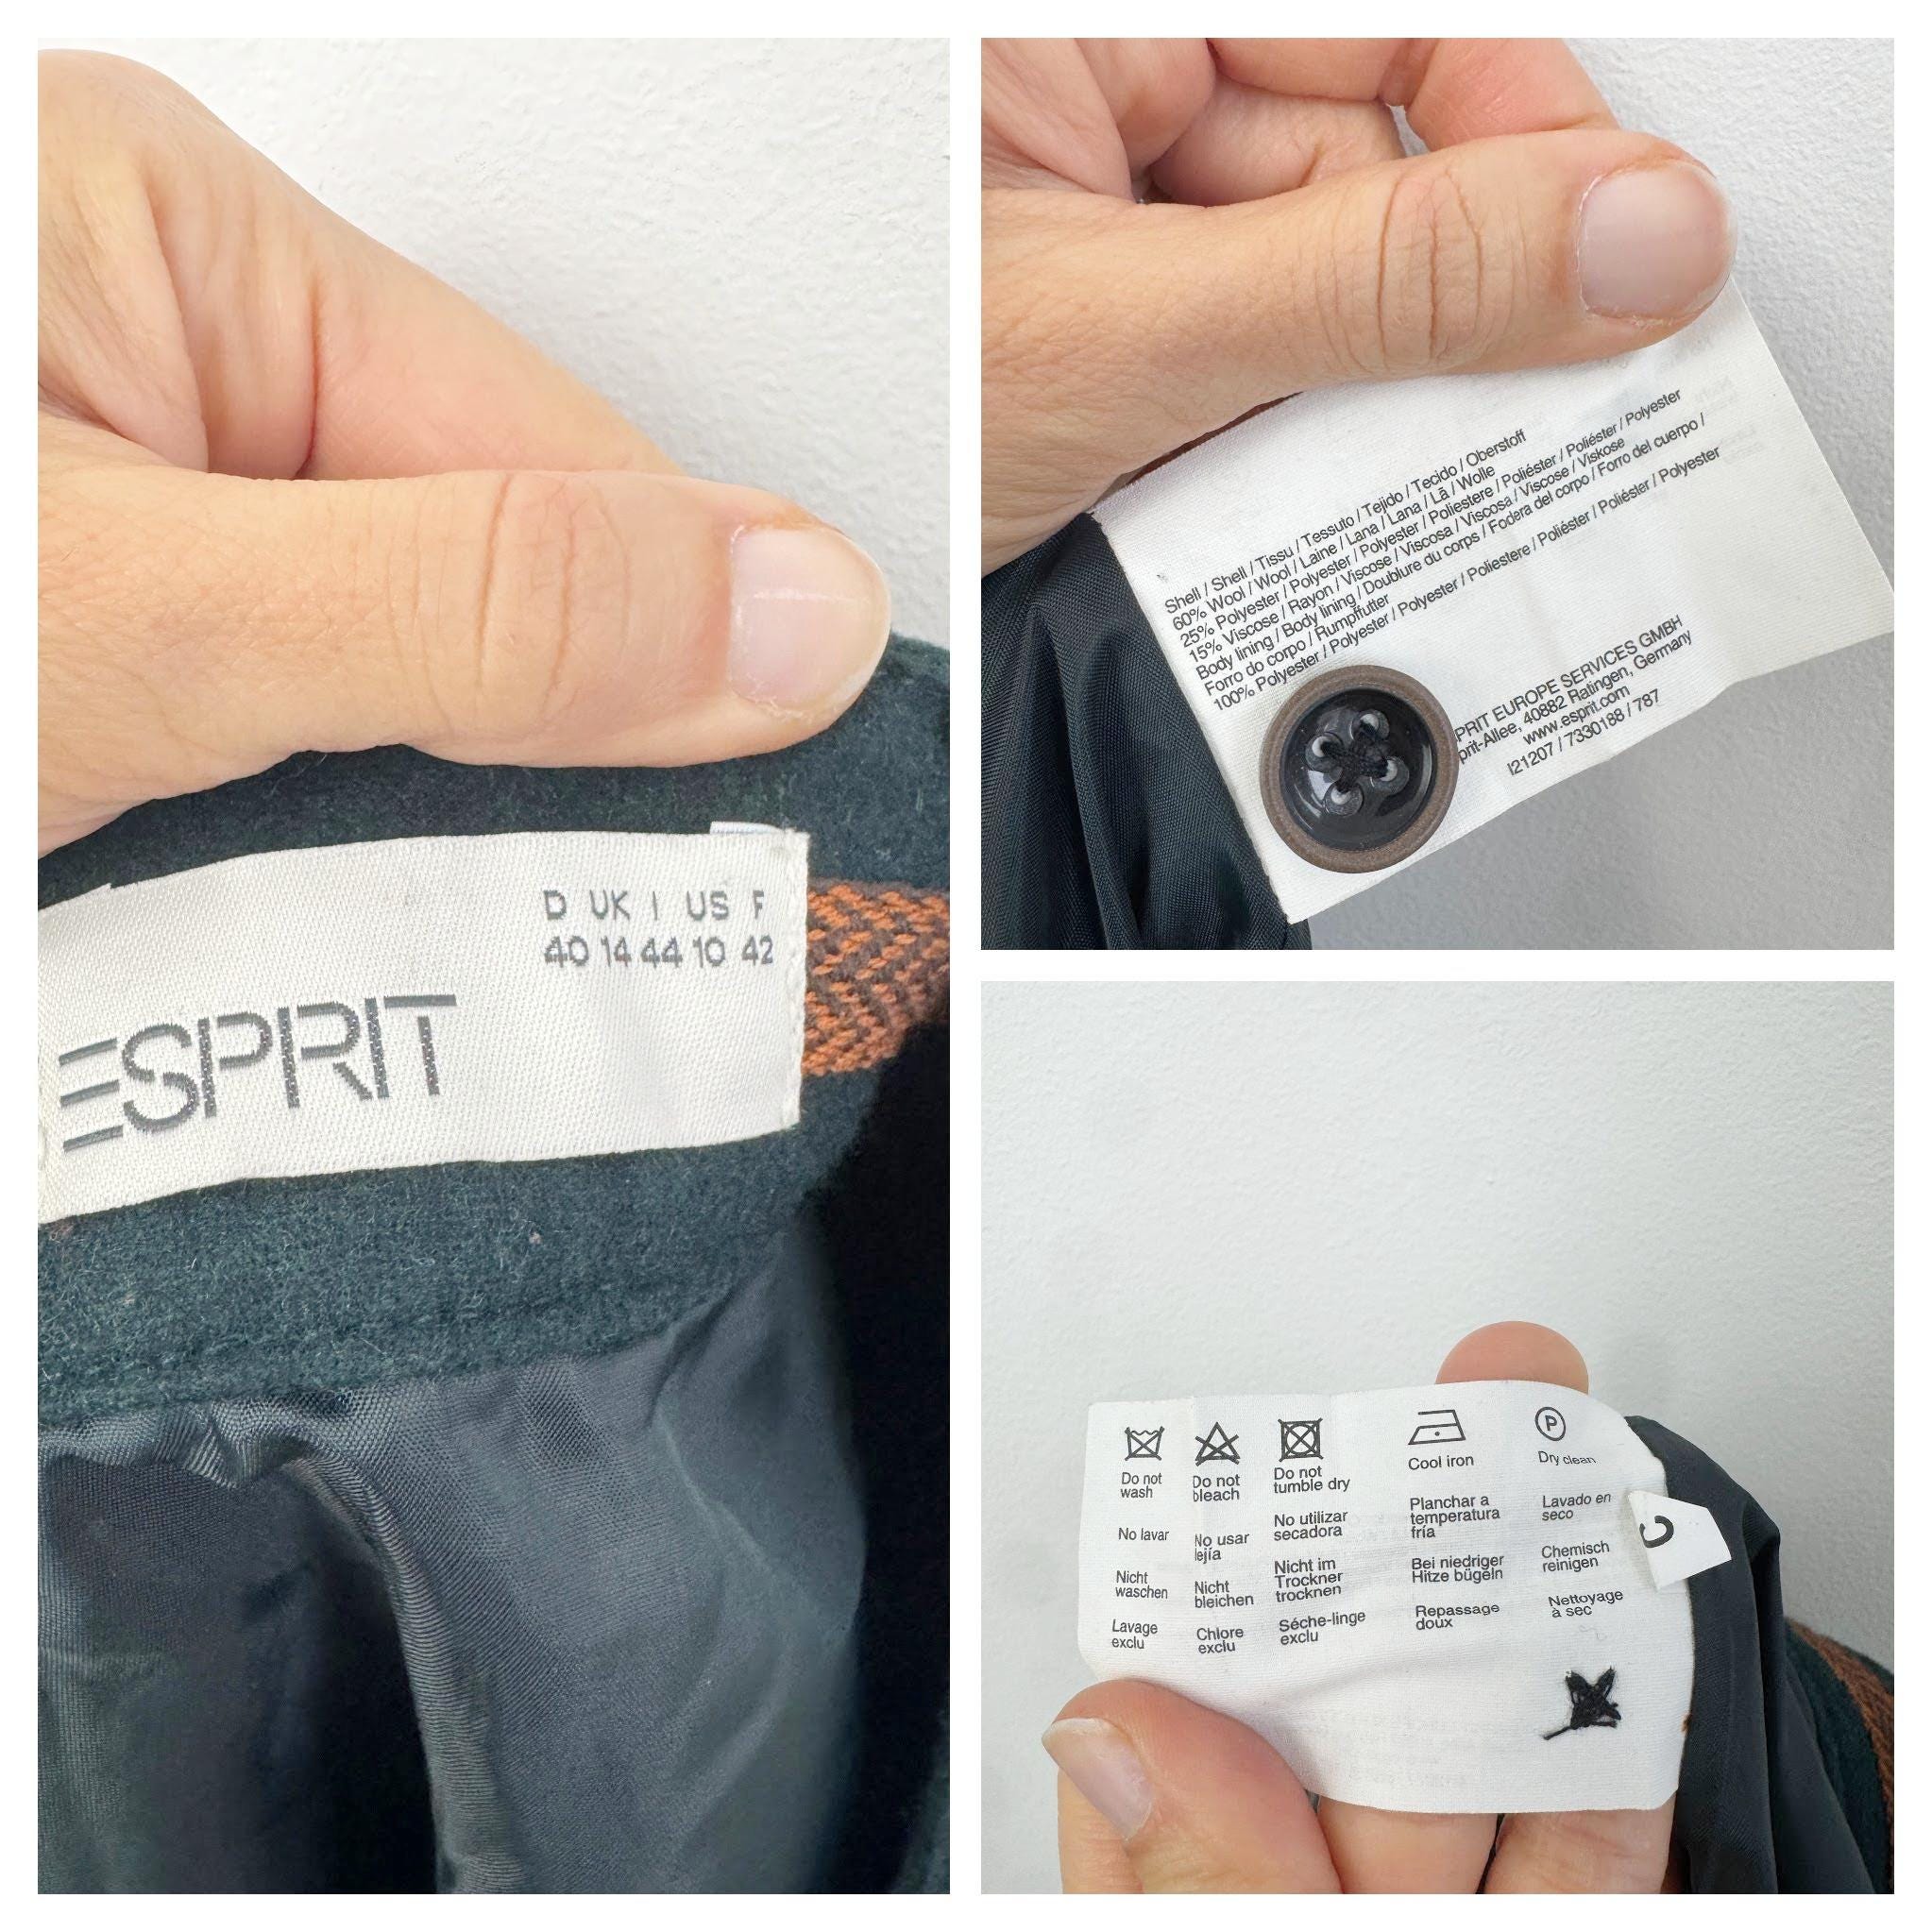 D UK I US F
40 14 44 10 42
ESPRIT
Shell / Shell / Tissu / Tessuto / Tejido / Tecido / Oberstoff
60% Wool / Wool / Laine / Lana / Lana / Lã / Wolle
25% Polyester / Polyester / Polyester / Poliestere / Poliéster / Poliéster / Polyester
15% Viscose / Rayon / Viscose / Viscosa / Viscosa / Viscose / Viskose
Body lining / Body lining / Doublure du corps / Fodera del corpo / Forro del cuerpo /
Forro do corpo / Rumpffutter
100% Polyester / Polyester / Polyester / Poliestere / Poliéster / Poliéster / Polyester
PRIT EUROPE SERVICES GMBH
prit-Allee, 40882 Ratingen, Germany
www.esprit.com
I21207 / 7330188 / 787
P
Do not wash
Do not bleach
Do not tumble dry
Cool iron
Dry clean
No lavar
No usar lejía
No utilizar secadora
Planchar a temperatura fría
Lavado en seco
Nicht waschen
Nicht bleichen
Nicht im Trockner trocknen
Bei niedriger Hitze bügeln
Chemisch reinigen
Lavage exclu
Chlore exclu
Séche-linge exclu
Repassage doux
Nettoyage à sec
C